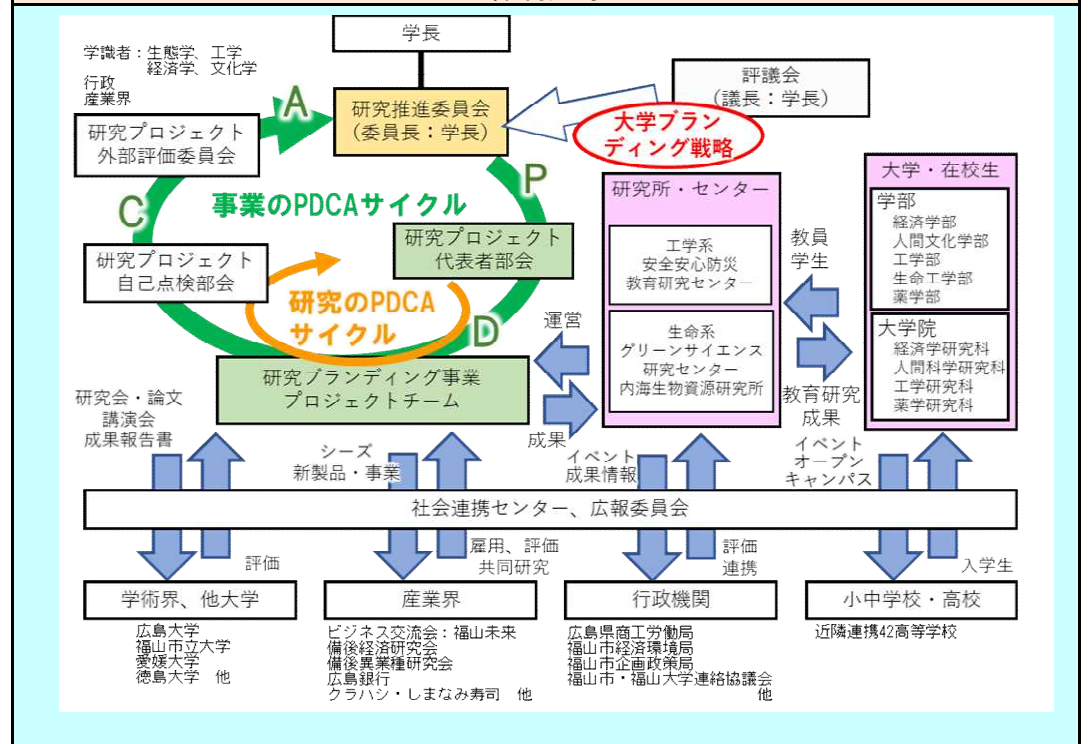 学長
学識者：生態学、工学
経済学、文化学
行政
産業界
評議会
（議長：学長）
A
研究推進委員会
（委員長：学長）
大学ブラン
ディング戦略
研究プロジェクト
外部評価委員会
P
C
事業のPDCAサイクル
研究プロジェクト
代表者部会
研究プロジェクト
自己点検部会
研究のPDCA
サイクル
D
研究ブランディング事業
プロジェクトチーム
運営
成果
研究所・センター
工学系
安全安心防災
教育研究センター
生命系
グリーンサイエンス
研究センター
内海生物資源研究所
教員
学生
教育研究
成果
大学・在校生
学部
経済学部
人間文化学部
工学部
生命工学部
薬学部
大学院
経済学研究科
人間科学研究科
工学研究科
薬学研究科
研究会・論文
講演会
成果報告書
シーズ
新製品・事業
イベント
成果情報
イベント
オープン
キャンパス
社会連携センター、広報委員会
評価
雇用、評価
共同研究
評価
連携
入学生
学術界、他大学
広島大学
福山市立大学
愛媛大学
徳島大学　他
産業界
ビジネス交流会：福山未来
備後経済研究会
備後異業種研究会
広島銀行
クラハシ・しまなみ寿司　他
行政機関
広島県商工労働局
福山市経済環境局
福山市企画政策局
福山市・福山大学連絡協議会
他
小中学校・高校
近隣連携42高等学校